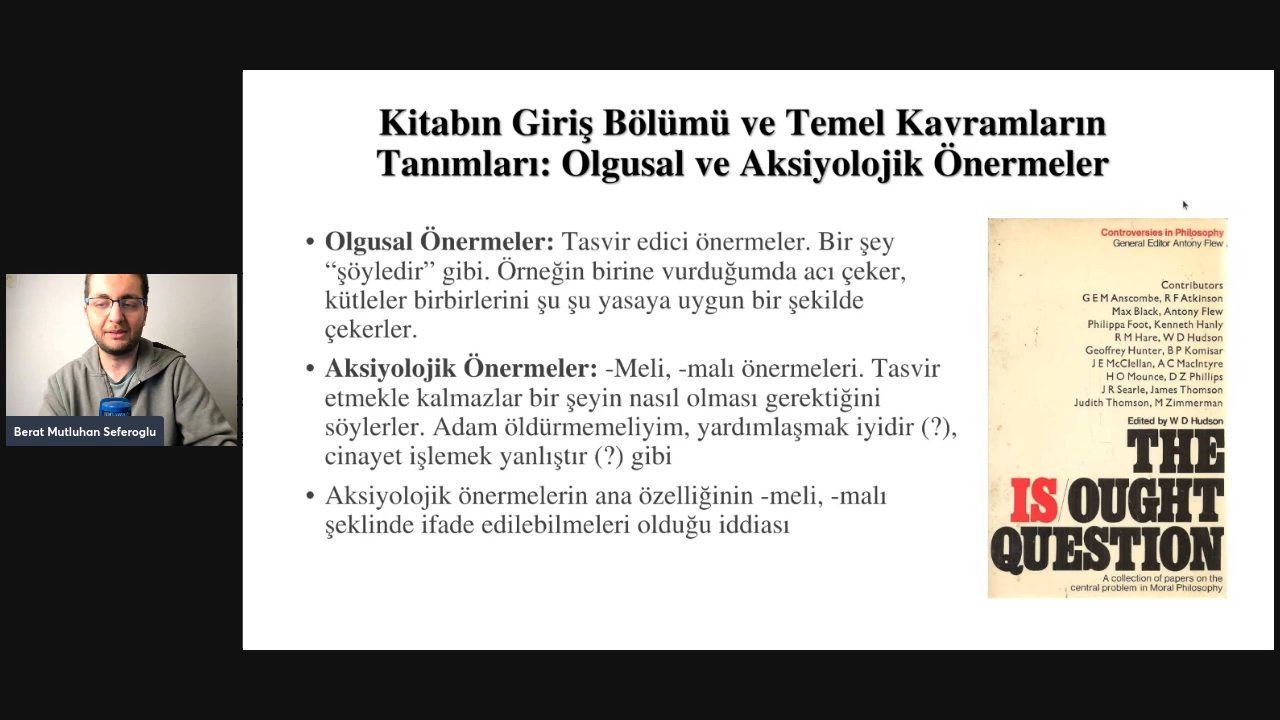 Kitabın Giriş Bölümü ve Temel Kavramların
Tanımları: Olgusal ve Aksiyolojik Önermeler
• Olgusal Önermeler: Tasvir edici önermeler. Bir şey
“şöyledir” gibi. Örneğin birine vurduğumda acı çeker,
kütleler birbirlerini şu şu yasaya uygun bir şekilde
çekerler.
• Aksiyolojik Önermeler: -Meli, -malı önermeleri. Tasvir
etmekle kalmazlar bir şeyin nasıl olması gerektiğini
söylerler. Adam öldürmemeliyim, yardımlaşmak iyidir (?),
cinayet işlemek yanlıştır (?) gibi
• Aksiyolojik önermelerin ana özelliğinin -meli, -malı
şeklinde ifade edilebilmeleri olduğu iddiası
Controversies in Philosophy
General Editor Antony Flew
Contributors
G E M Anscombe, R F Atkinson
Max Black, Antony Flew
Philippa Foot, Kenneth Hanly
R M Hare, W D Hudson
Geoffrey Hunter, B P Komisar
J E McClellan, A C MacIntyre
H O Mounce, D Z Phillips
J R Searle, James Thomson
Judith Thomson, M Zimmerman
Edited by W D Hudson
THE
IS/OUGHT
QUESTION
A collection of papers on the
central problem in Moral Philosophy
Berat Mutluhan Seferoglu